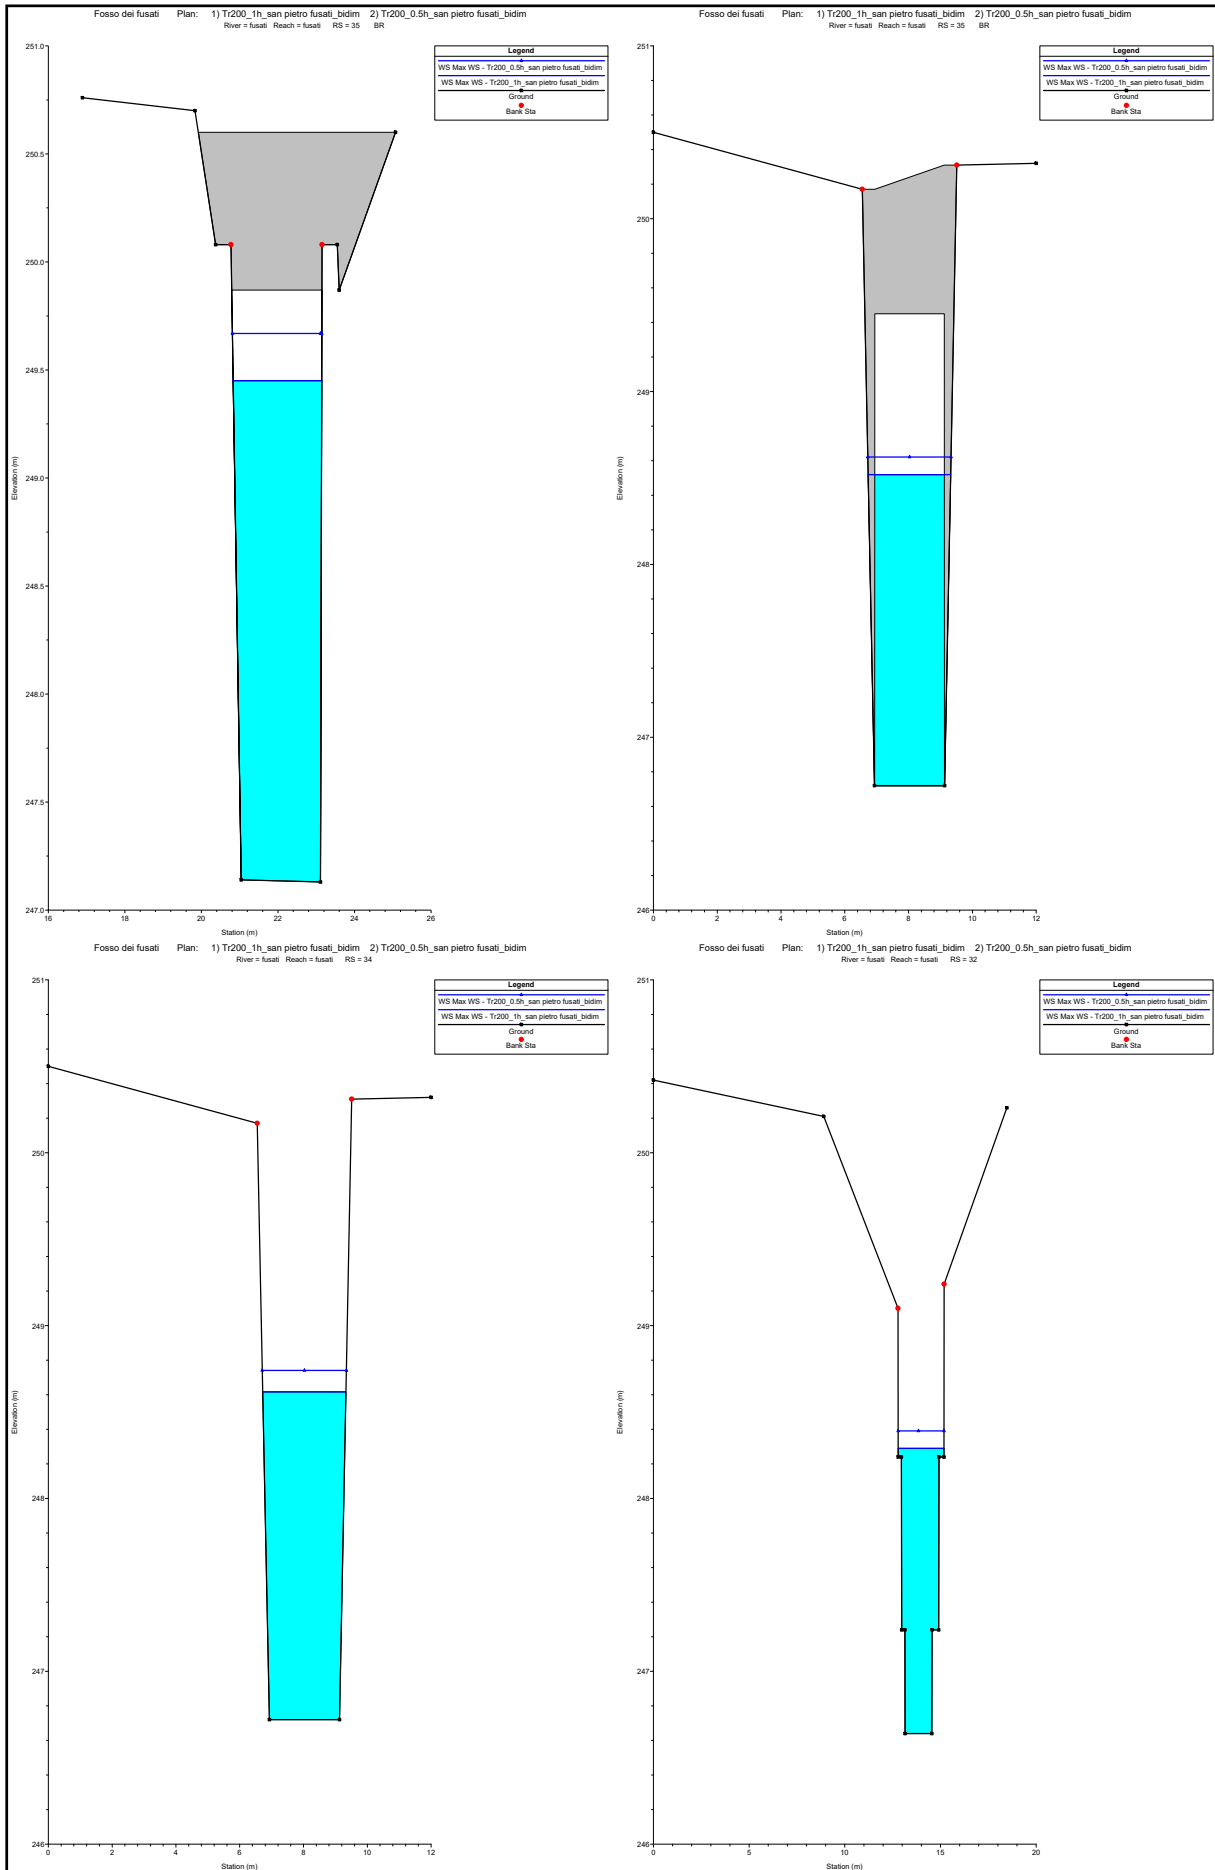 Fosso dei fusati Plan: 1) Tr200_1h_san pietro fusati_bidim 2) Tr200_0.5h_san pietro fusati_bidim
River = fusati Reach = fusati RS = 35 BR
Legend
WS Max WS - Tr200_0.5h_san pietro fusati_bidim
WS Max WS - Tr200_1h_san pietro fusati_bidim
Ground
Bank Sta
251.0
250.5
250.0
249.5
249.0
248.5
248.0
247.5
247.0
Elevation (m)
16 18 20 22 24 26
Station (m)
Fosso dei fusati Plan: 1) Tr200_1h_san pietro fusati_bidim 2) Tr200_0.5h_san pietro fusati_bidim
River = fusati Reach = fusati RS = 35 BR
Legend
WS Max WS - Tr200_0.5h_san pietro fusati_bidim
WS Max WS - Tr200_1h_san pietro fusati_bidim
Ground
Bank Sta
251
250
249
248
247
246
Elevation (m)
0 2 4 6 8 10 12
Station (m)
Fosso dei fusati Plan: 1) Tr200_1h_san pietro fusati_bidim 2) Tr200_0.5h_san pietro fusati_bidim
River = fusati Reach = fusati RS = 34
Legend
WS Max WS - Tr200_0.5h_san pietro fusati_bidim
WS Max WS - Tr200_1h_san pietro fusati_bidim
Ground
Bank Sta
251
250
249
248
247
246
Elevation (m)
0 2 4 6 8 10 12
Station (m)
Fosso dei fusati Plan: 1) Tr200_1h_san pietro fusati_bidim 2) Tr200_0.5h_san pietro fusati_bidim
River = fusati Reach = fusati RS = 32
Legend
WS Max WS - Tr200_0.5h_san pietro fusati_bidim
WS Max WS - Tr200_1h_san pietro fusati_bidim
Ground
Bank Sta
251
250
249
248
247
246
Elevation (m)
0 5 10 15 20
Station (m)